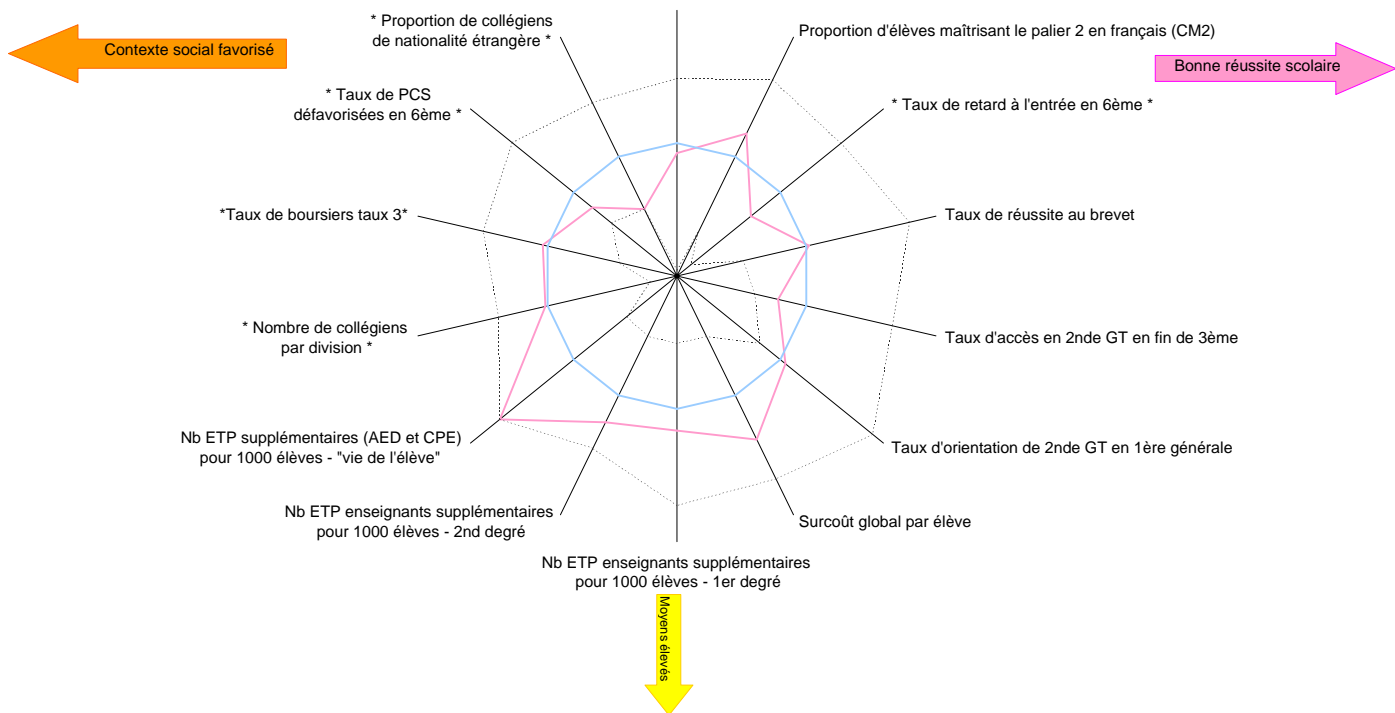 * Proportion de collégiens
de nationalité étrangère *
Proportion d'élèves maîtrisant le palier 2 en français (CM2)
Contexte social favorisé
Bonne réussite scolaire
* Taux de PCS
défavorisées en 6ème *
* Taux de retard à l'entrée en 6ème *
*Taux de boursiers taux 3*
Taux de réussite au brevet
* Nombre de collégiens
par division *
Taux d'accès en 2nde GT en fin de 3ème
Nb ETP supplémentaires (AED et CPE)
pour 1000 élèves - "vie de l'élève"
Taux d'orientation de 2nde GT en 1ère générale
Nb ETP enseignants supplémentaires
pour 1000 élèves - 2nd degré
Surcoût global par élève
Nb ETP enseignants supplémentaires
pour 1000 élèves - 1er degré
Moyens élevés